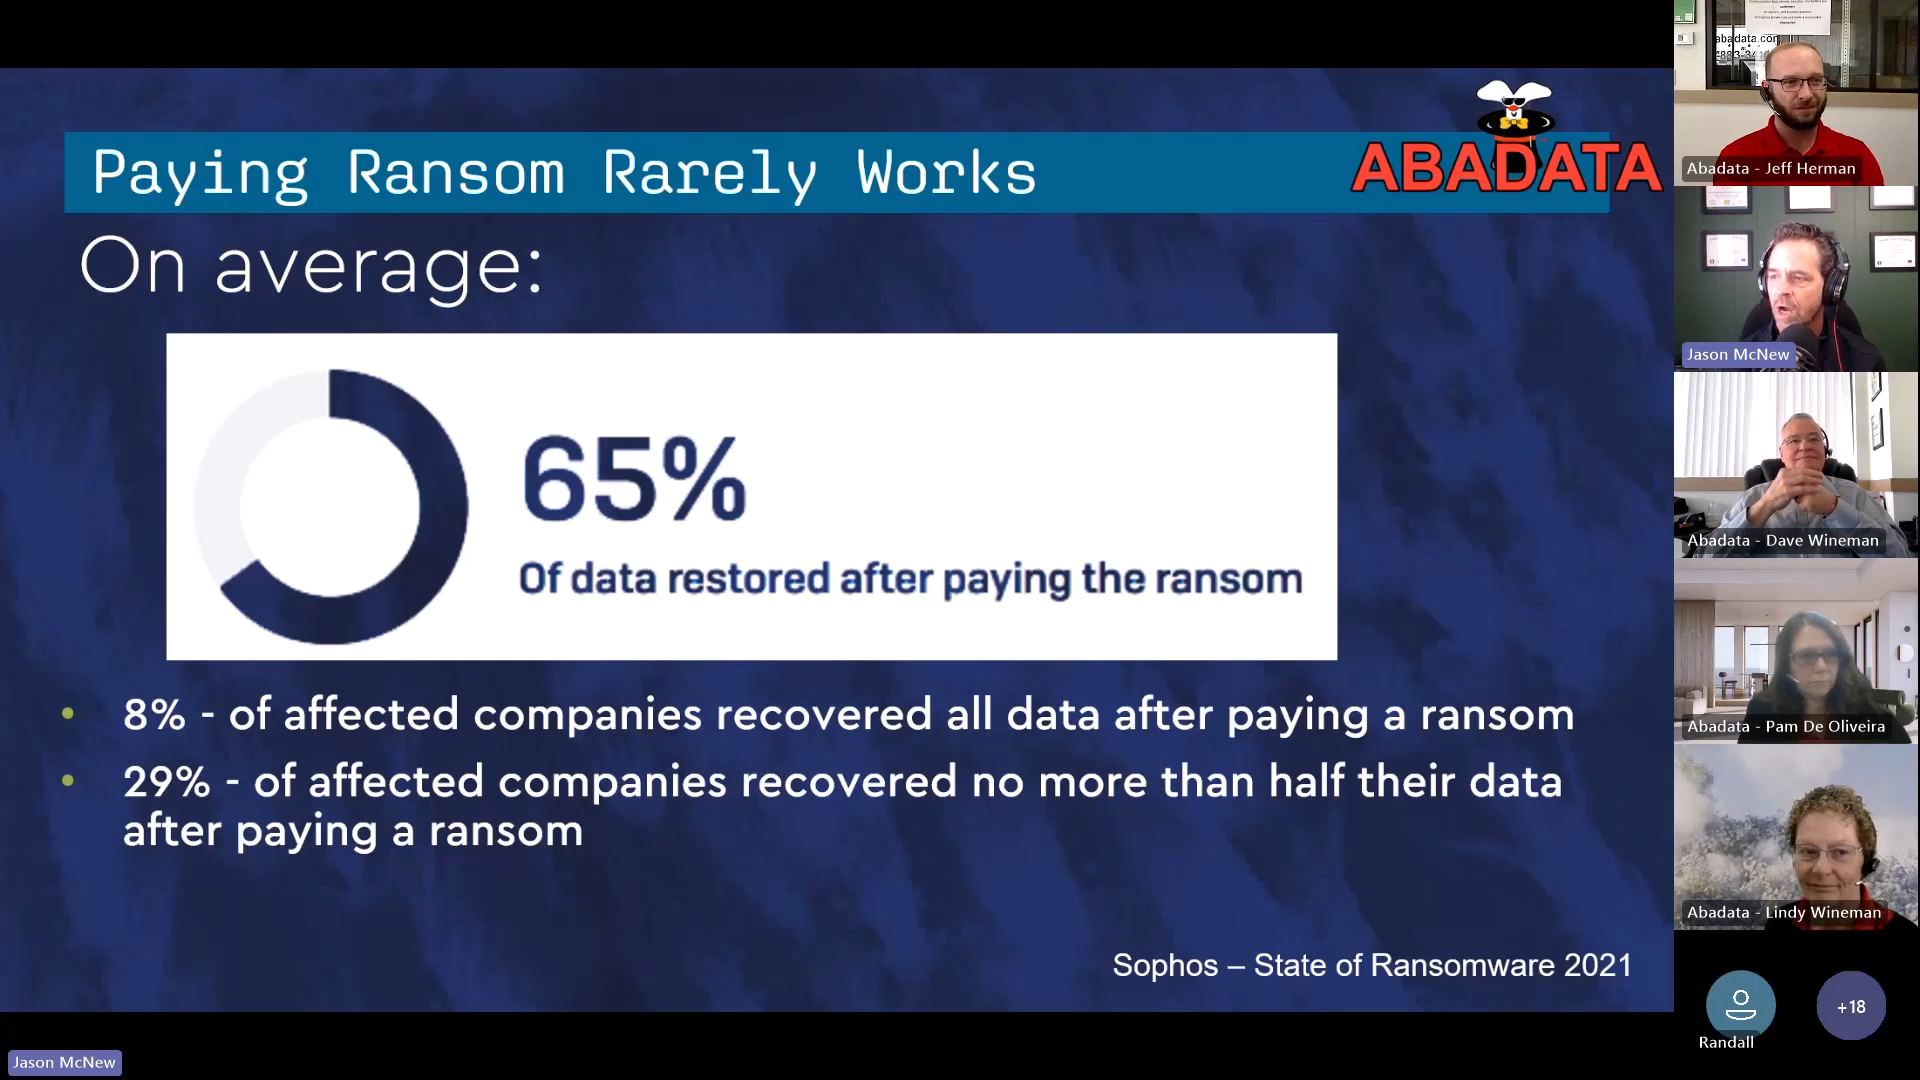 Paying Ransom Rarely Works
ABADATA
On average:
65%
Of data restored after paying the ransom
8% - of affected companies recovered all data after paying a ransom
29% - of affected companies recovered no more than half their data
after paying a ransom
Sophos – State of Ransomware 2021
Jason McNew
abadata.com
Abadata - Jeff Herman
Jason McNew
Abadata - Dave Wineman
Abadata - Pam De Oliveira
Abadata - Lindy Wineman
Randall
+18